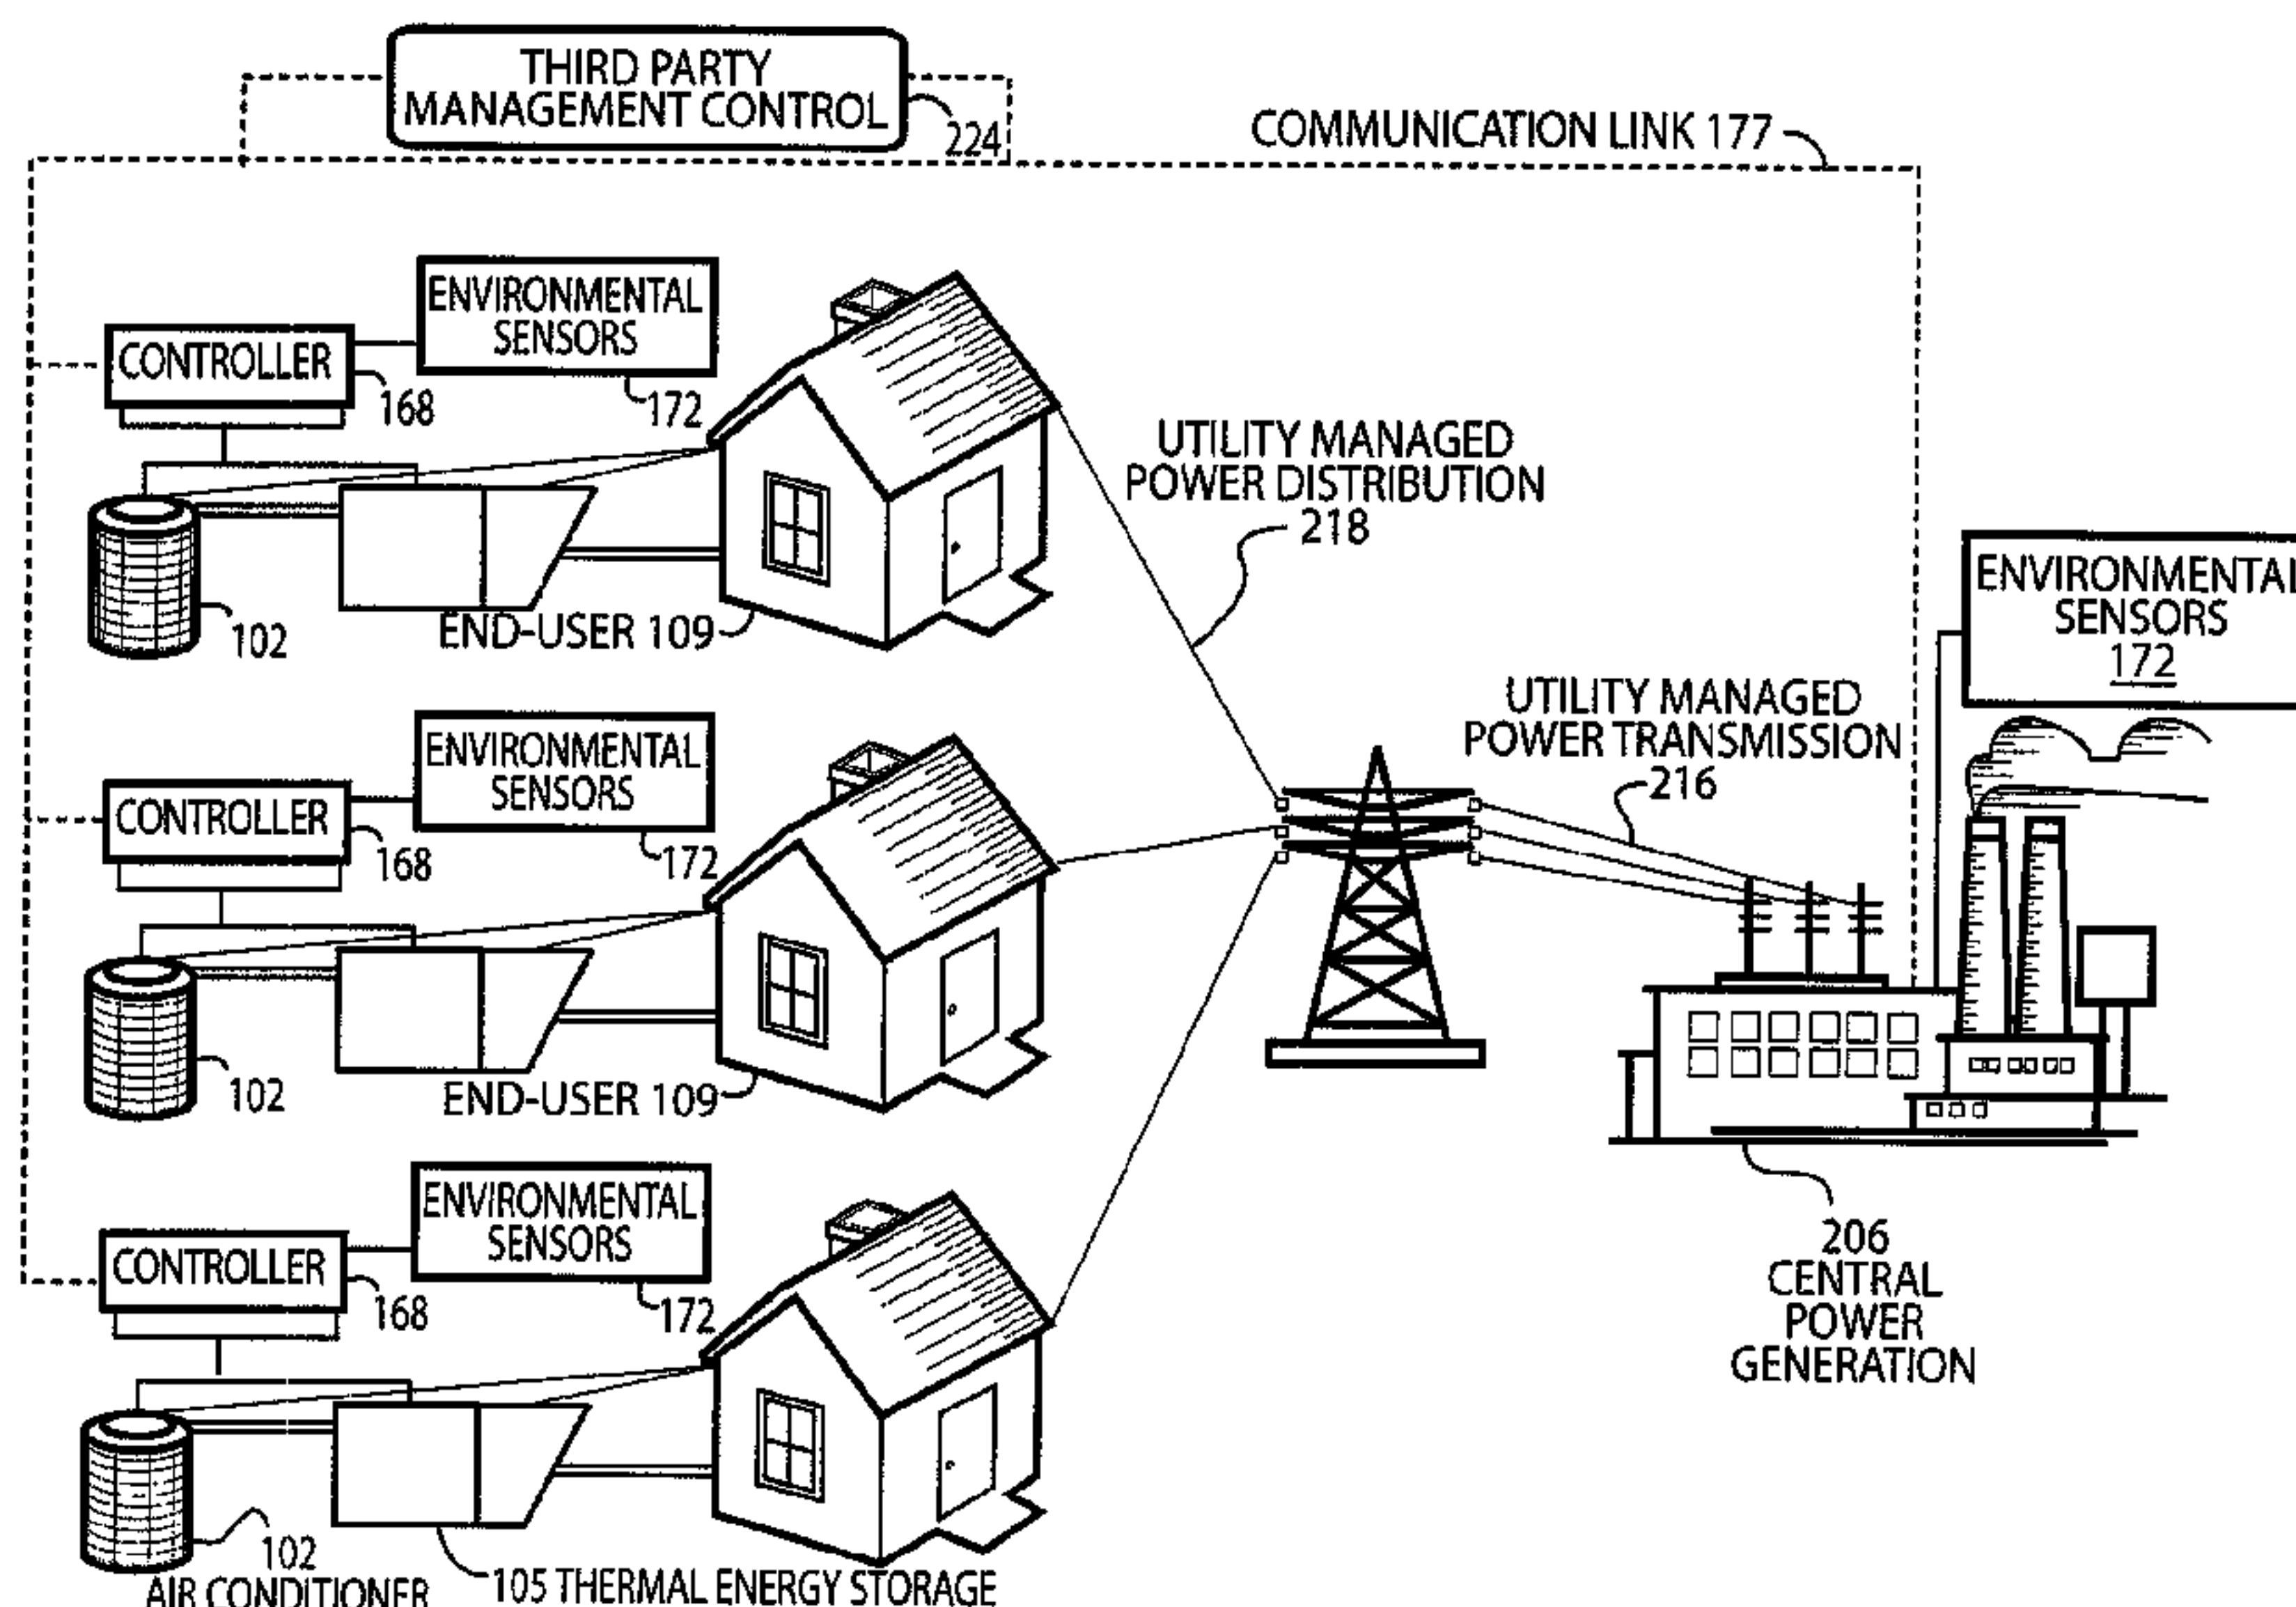 THIRD PARTY
MANAGEMENT CONTROL
224
COMMUNICATION LINK 177
ENVIRONMENTAL
SENSORS
172
CONTROLLER
168
102
END-USER 109
UTILITY MANAGED
POWER DISTRIBUTION
218
ENVIRONMENTAL
SENSORS
172
UTILITY MANAGED
POWER TRANSMISSION
216
ENVIRONMENTAL
SENSORS
172
CONTROLLER
168
102
END-USER 109
ENVIRONMENTAL
SENSORS
172
CONTROLLER
168
206
CENTRAL
POWER
GENERATION
102
AIR CONDITIONER
105 THERMAL ENERGY STORAGE